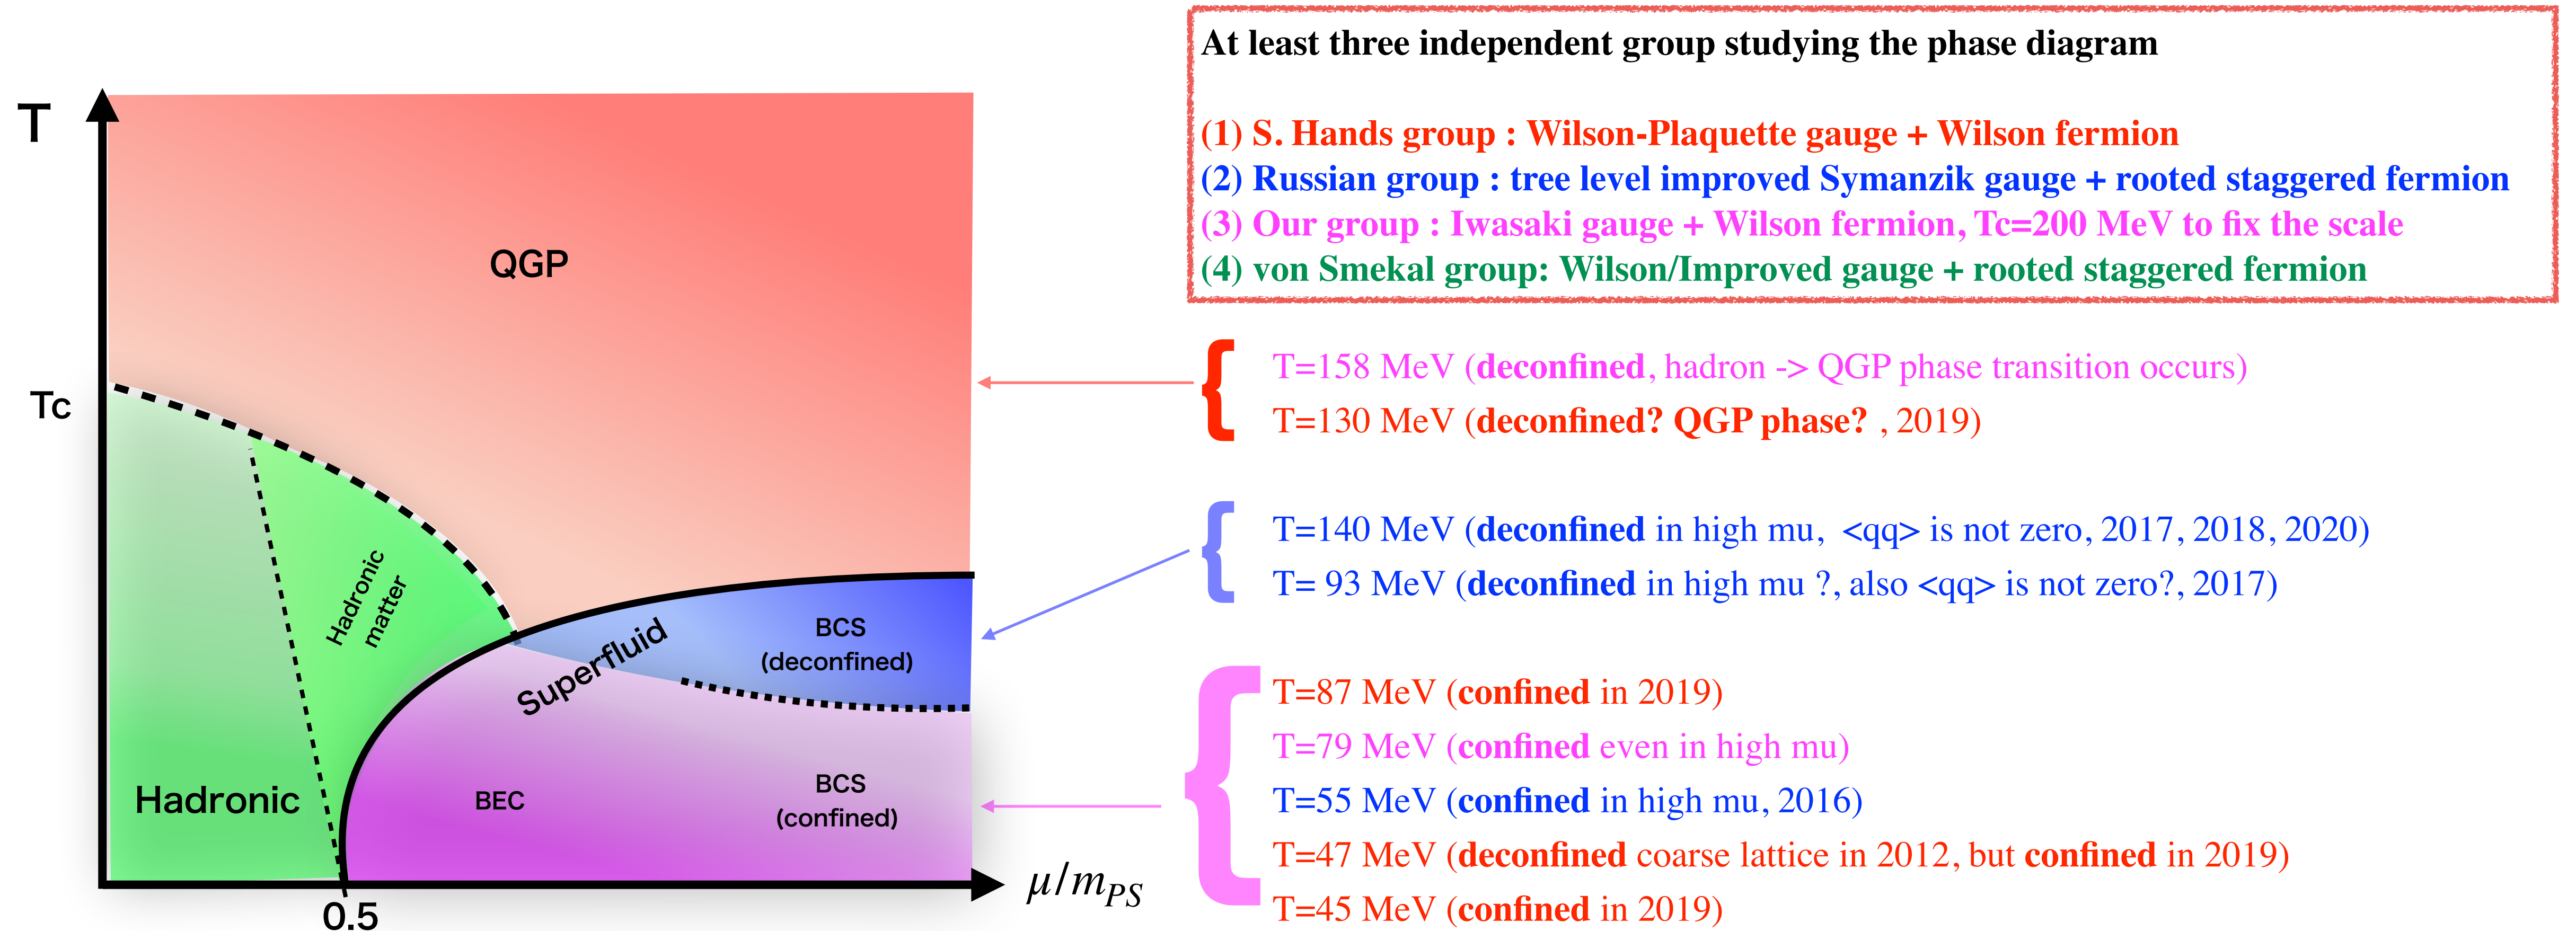 T
Tc
QGP
Hadronic
matter
Superfluid
BCS
(deconfined)
Hadronic
BEC
BCS
(confined)
0.5
μ/m_PS
At least three independent group studying the phase diagram
(1) S. Hands group : Wilson-Plaquette gauge + Wilson fermion
(2) Russian group : tree level improved Symanzik gauge + rooted staggered fermion
(3) Our group : Iwasaki gauge + Wilson fermion, Tc=200 MeV to fix the scale
(4) von Smekal group: Wilson/Improved gauge + rooted staggered fermion
T=158 MeV (deconfined, hadron -> QGP phase transition occurs)
T=130 MeV (deconfined? QGP phase? , 2019)
T=140 MeV (deconfined in high mu, <qq> is not zero, 2017, 2018, 2020)
T= 93 MeV (deconfined in high mu ?, also <qq> is not zero?, 2017)
T=87 MeV (confined in 2019)
T=79 MeV (confined even in high mu)
T=55 MeV (confined in high mu, 2016)
T=47 MeV (deconfined coarse lattice in 2012, but confined in 2019)
T=45 MeV (confined in 2019)